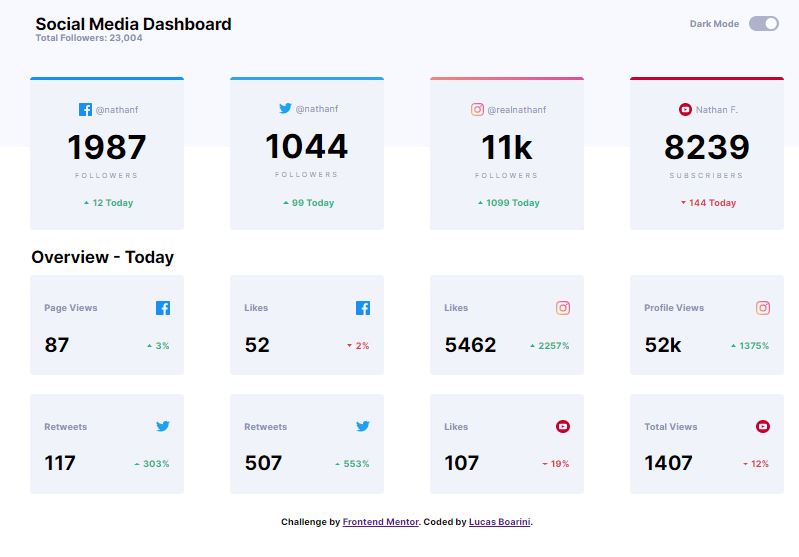 Social Media Dashboard
Total Followers: 23,004
Dark Mode
@nathanf
1987
FOLLOWERS
12 Today
@nathanf
1044
FOLLOWERS
99 Today
@realnathanf
11k
FOLLOWERS
1099 Today
Nathan F.
8239
SUBSCRIBERS
144 Today
Overview - Today
Page Views
87
3%
Likes
52
2%
Likes
5462
2257%
Profile Views
52k
1375%
Retweets
117
303%
Retweets
507
553%
Likes
107
19%
Total Views
1407
12%
Challenge by Frontend Mentor. Coded by Lucas Boarini.